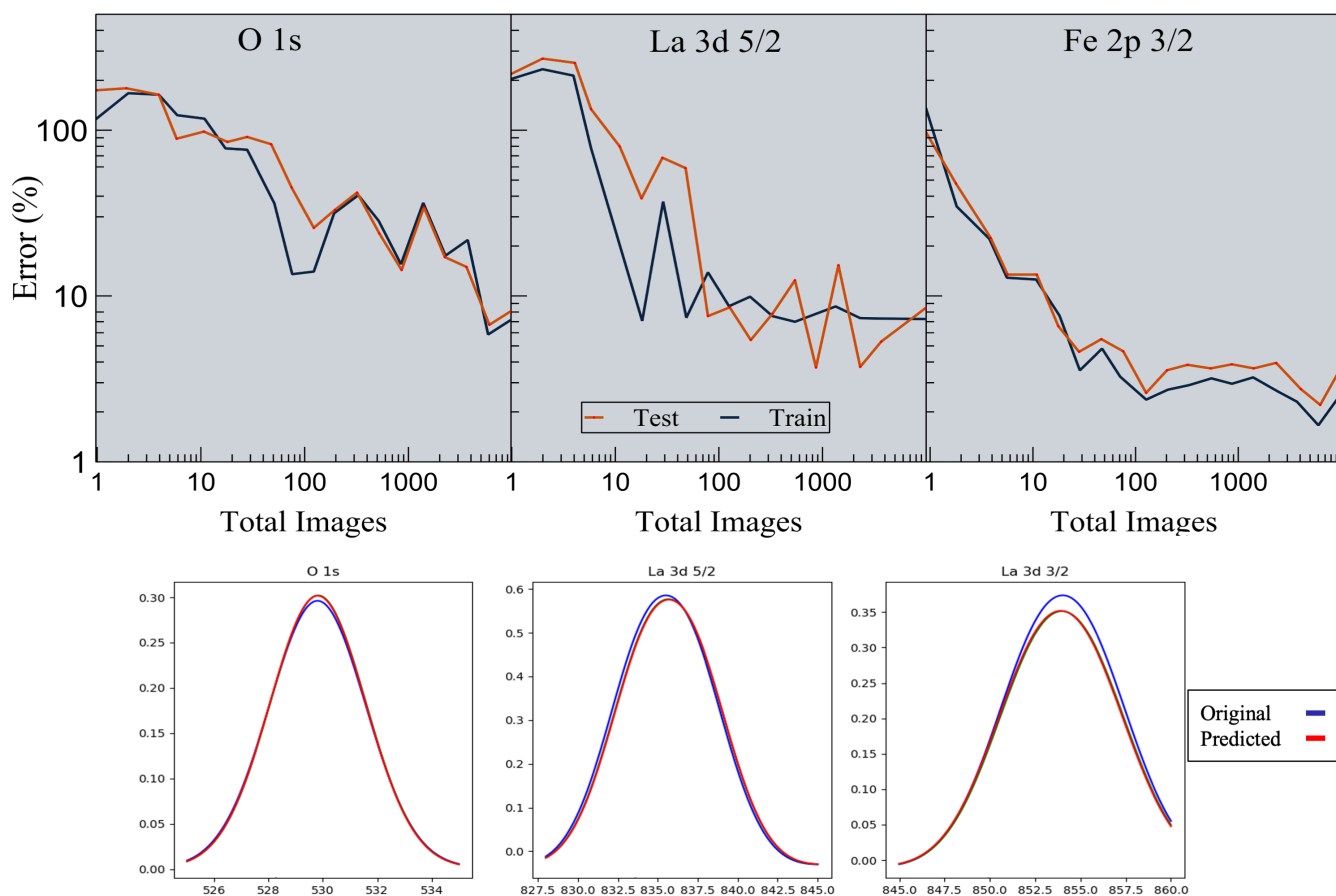 O 1s
La 3d 5/2
Fe 2p 3/2
Error (%)
100
10
1
Test
Train
1 10 100 1000
1 10 100 1000
1 10 100 1000
Total Images
Total Images
Total Images
O 1s
0.30
0.25
0.20
0.15
0.10
0.05
0.00
526 528 530 532 534
La 3d 5/2
0.6
0.5
0.4
0.3
0.2
0.1
0.0
827.5 830.0 832.5 835.0 837.5 840.0 842.5 845.0
La 3d 3/2
0.35
0.30
0.25
0.20
0.15
0.10
0.05
0.00
845.0 847.5 850.0 852.5 855.0 857.5 860.0
Original
Predicted